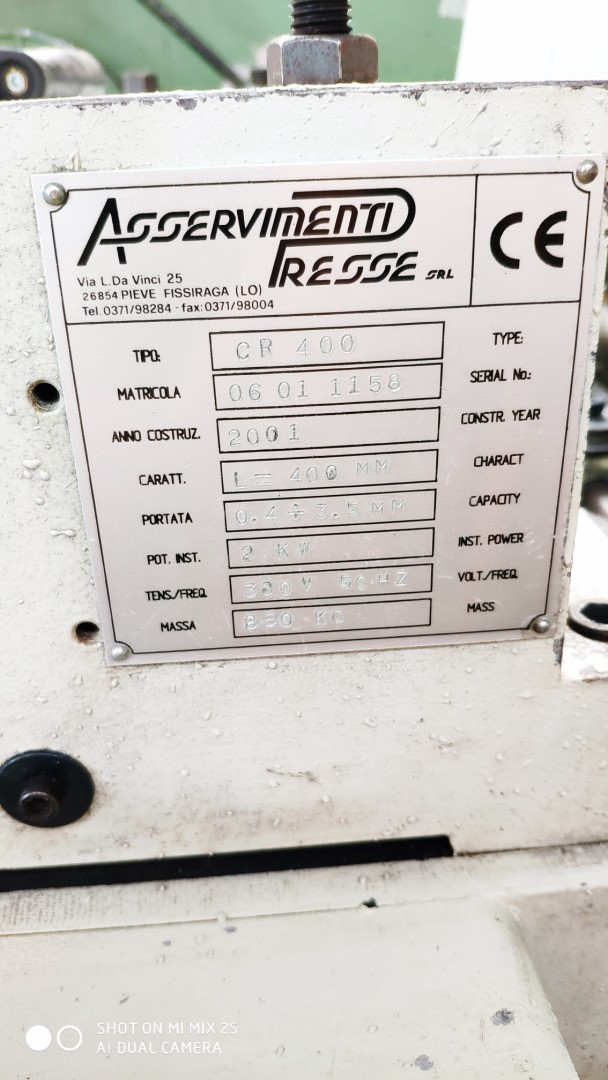 ASSERVIMENTI
PRESSE SRL
CE
Via L.Da Vinci 25
26854 PIEVE FISSIRAGA (LO)
Tel.0371/98284 - fax:0371/98004
TIPO: CR 400 TYPE:
MATRICOLA 06 01 1158 SERIAL No.:
ANNO COSTRUZ. 2001 CONSTR. YEAR
CARATT. L= 400 MM CHARACT
PORTATA 0.4 ÷ 3.5 MM CAPACITY
POT. INST. 2 KW INST. POWER
TENS./FREQ. 380 V 50 HZ VOLT./FREQ.
MASSA KG MASS
SHOT ON MI MIX 2S
AI DUAL CAMERA